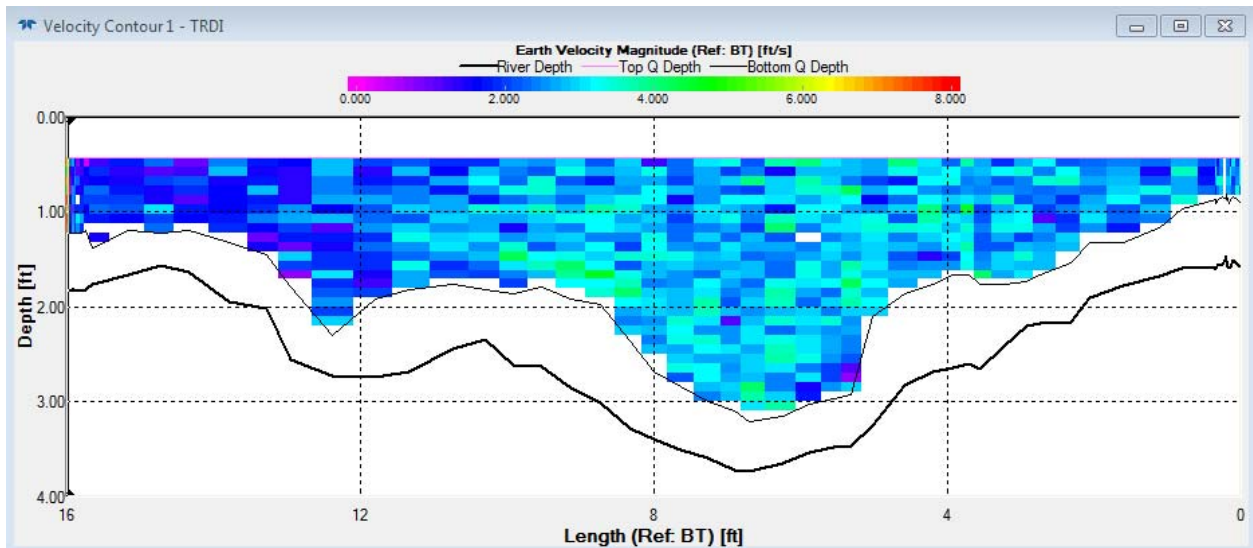 Velocity Contour 1 - TRDI
Earth Velocity Magnitude (Ref: BT) [ft/s]
River Depth Top Q Depth Bottom Q Depth
0.000 2.000 4.000 6.000 8.000
0.00
1.00
2.00
3.00
4.00
Depth [ft]
16 12 8 4 0
Length (Ref: BT) [ft]